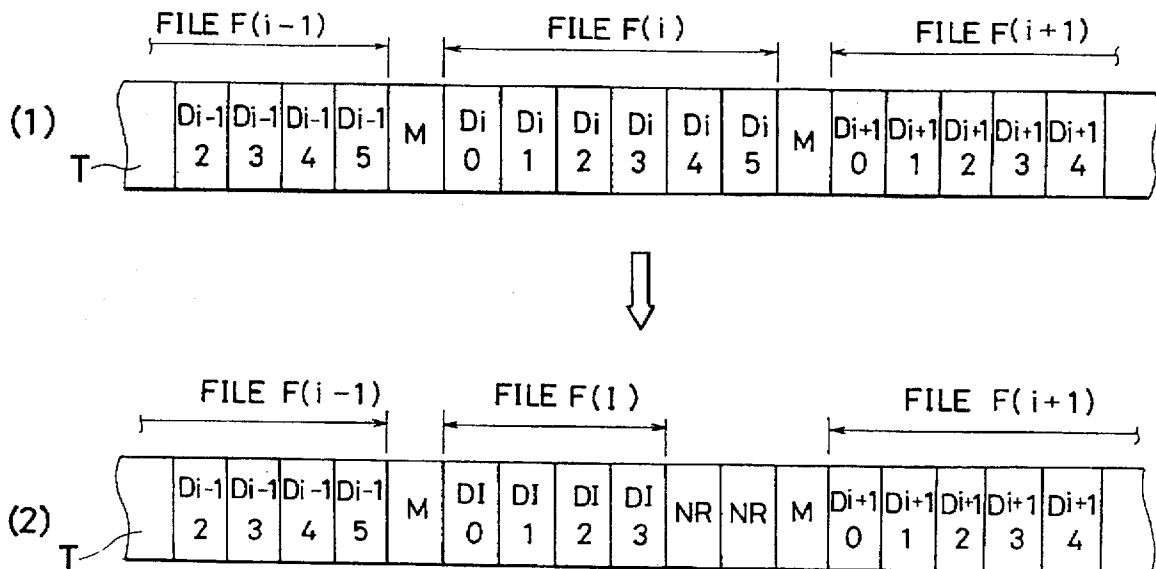 FILE F(i-1) FILE F(i) FILE F(i+1)
(1) Di-1 Di-1 Di-1 Di-1 M Di Di Di Di Di Di M Di+1 Di+1 Di+1 Di+1 Di+1
T 2 3 4 5 0 1 2 3 4 5 0 1 2 3 4
FILE F(i-1) FILE F(I) FILE F(i+1)
(2) Di-1 Di-1 Di-1 Di-1 M DI DI DI DI NR NR M Di+1 Di+1 Di+1 Di+1 Di+1
T 2 3 4 5 0 1 2 3 0 1 2 3 4